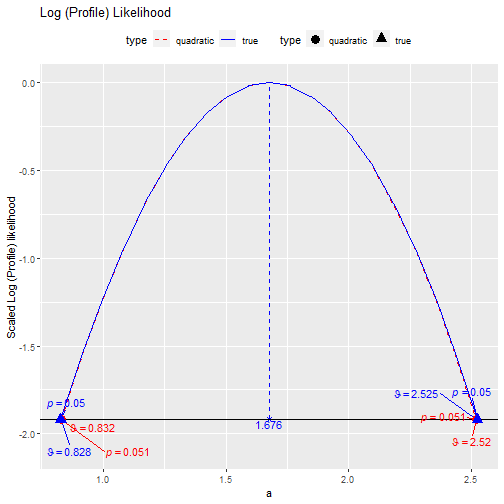 Log (Profile) Likelihood
type quadratic true type quadratic true
Scaled Log (Profile) likelihood
0.0
-0.5
-1.0
-1.5
-2.0
p = 0.05
ϑ = 0.832
ϑ = 0.828
p = 0.051
1.676
ϑ = 2.525
p = 0.05
p = 0.051
ϑ = 2.52
1.0 1.5 2.0 2.5
a